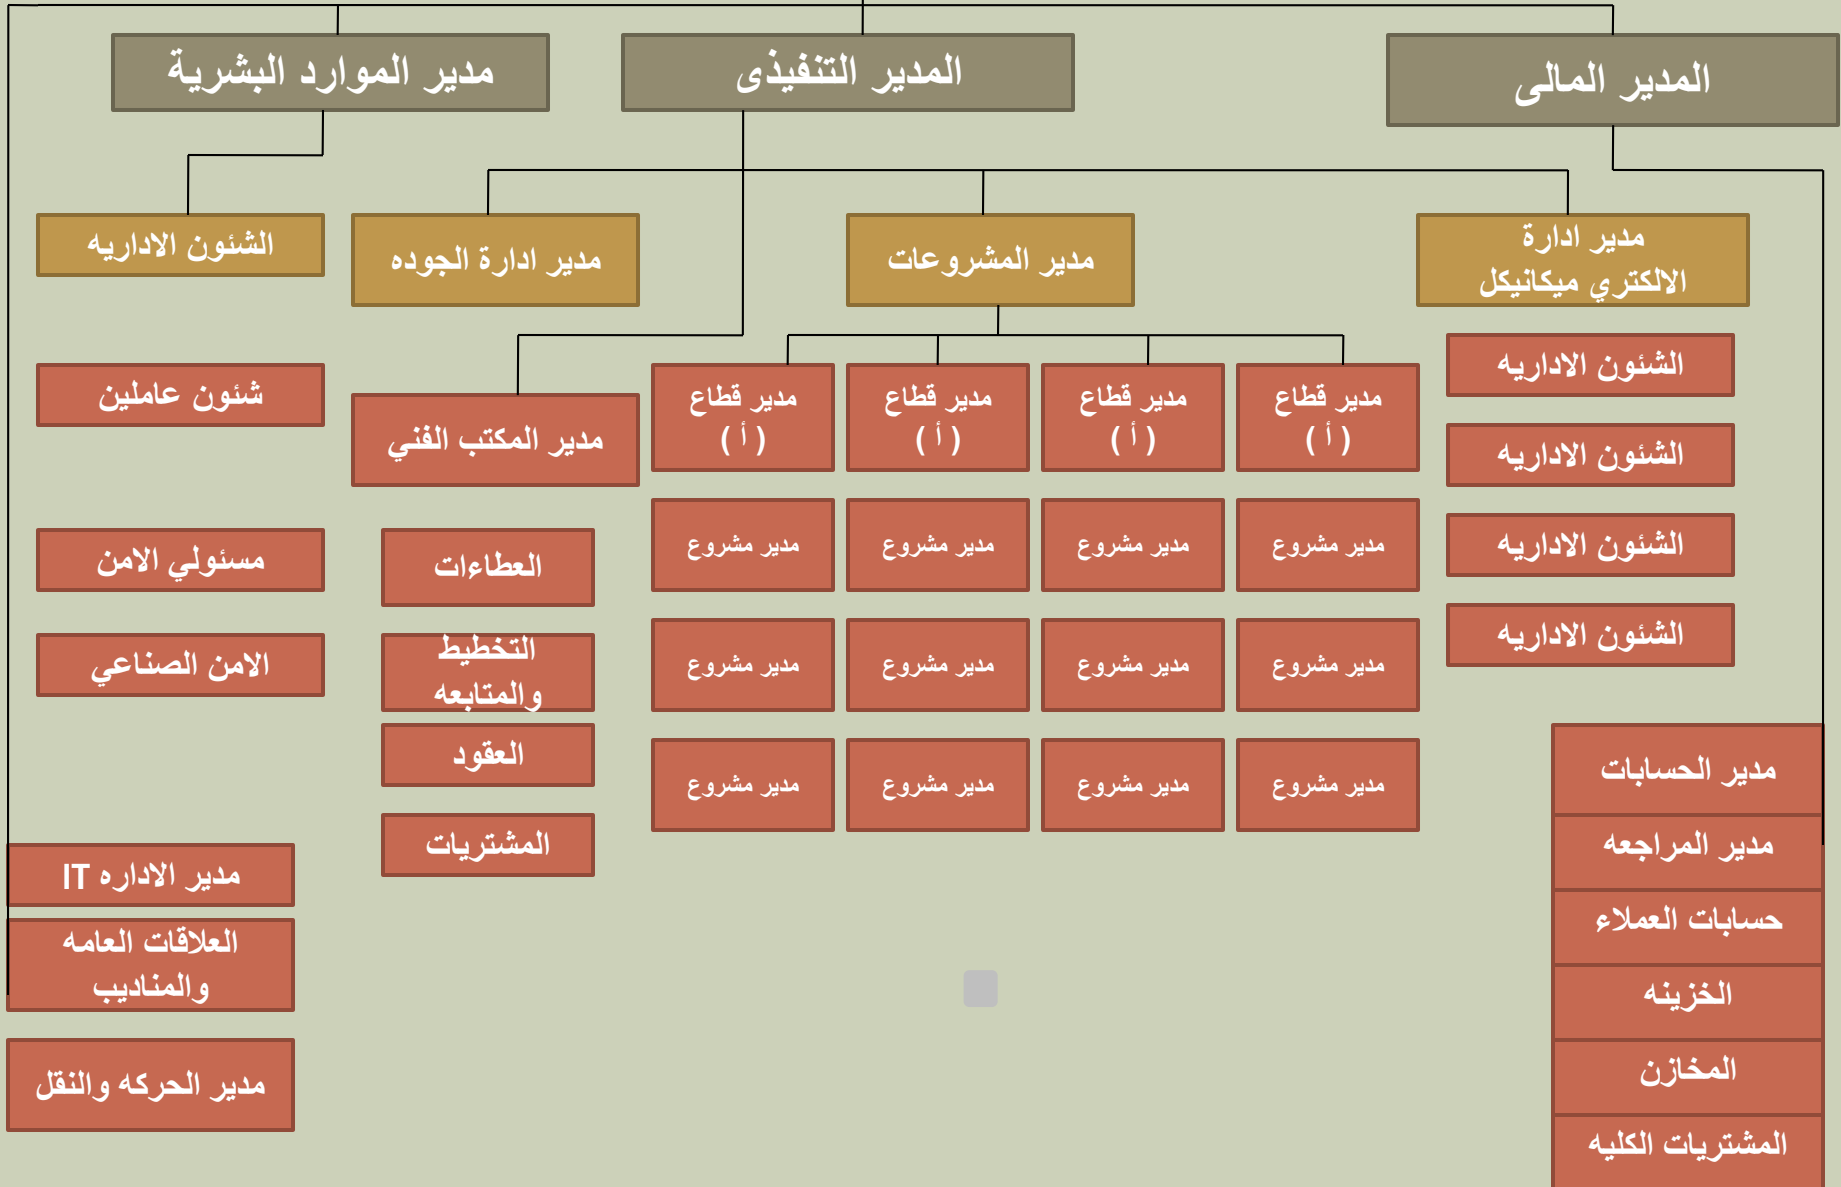 المدير المالى
المدير التنفيذى
مدير الموارد البشرية
مدير ادارة
الالكتري ميكانيكل
مدير المشروعات
مدير ادارة الجوده
الشئون الاداريه
الشئون الاداريه
الشئون الاداريه
الشئون الاداريه
الشئون الاداريه
مدير قطاع
( أ )
مدير قطاع
( أ )
مدير قطاع
( أ )
مدير قطاع
( أ )
مدير مشروع
مدير مشروع
مدير مشروع
مدير مشروع
مدير مشروع
مدير مشروع
مدير مشروع
مدير مشروع
مدير مشروع
مدير مشروع
مدير مشروع
مدير مشروع
مدير المكتب الفني
العطاءات
التخطيط
والمتابعه
العقود
المشتريات
شئون عاملين
مسئولي الامن
الامن الصناعي
مدير الحسابات
مدير المراجعه
حسابات العملاء
الخزينه
المخازن
المشتريات الكليه
مدير الاداره IT
العلاقات العامه
والمناديب
مدير الحركه والنقل